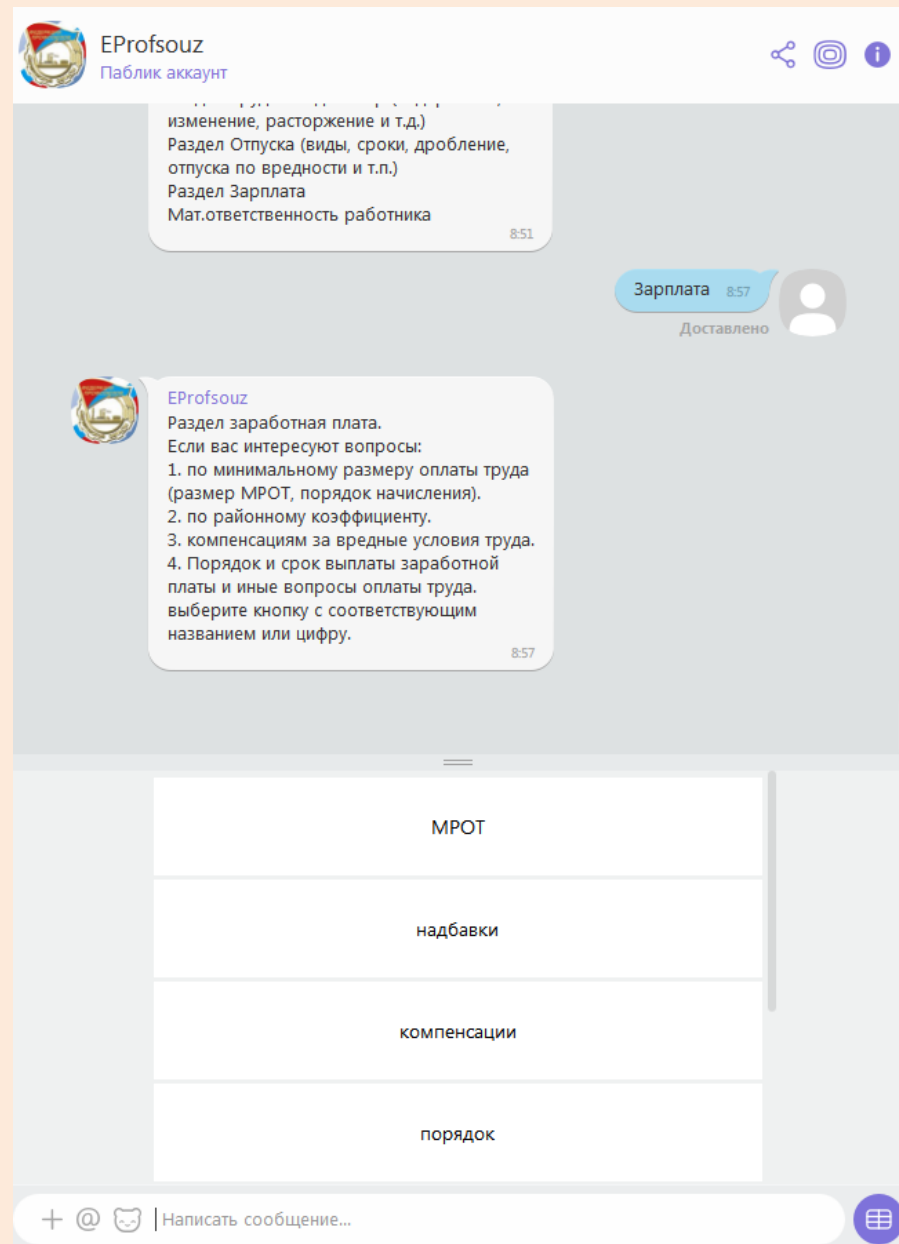 EProfsouz
Паблик аккаунт
изменение, расторжение и т.д.)
Раздел Отпуска (виды, сроки, дробление,
отпуска по вредности и т.п.)
Раздел Зарплата
Мат.ответственность работника
8:51
Зарплата 8:57
Доставлено
EProfsouz
Раздел заработная плата.
Если вас интересуют вопросы:
1. по минимальному размеру оплаты труда
(размер МРОТ, порядок начисления).
2. по районному коэффициенту.
3. компенсациям за вредные условия труда.
4. Порядок и срок выплаты заработной
платы и иные вопросы оплаты труда.
выберите кнопку с соответствующим
названием или цифру.
8:57
МРОТ
надбавки
компенсации
порядок
Написать сообщение...